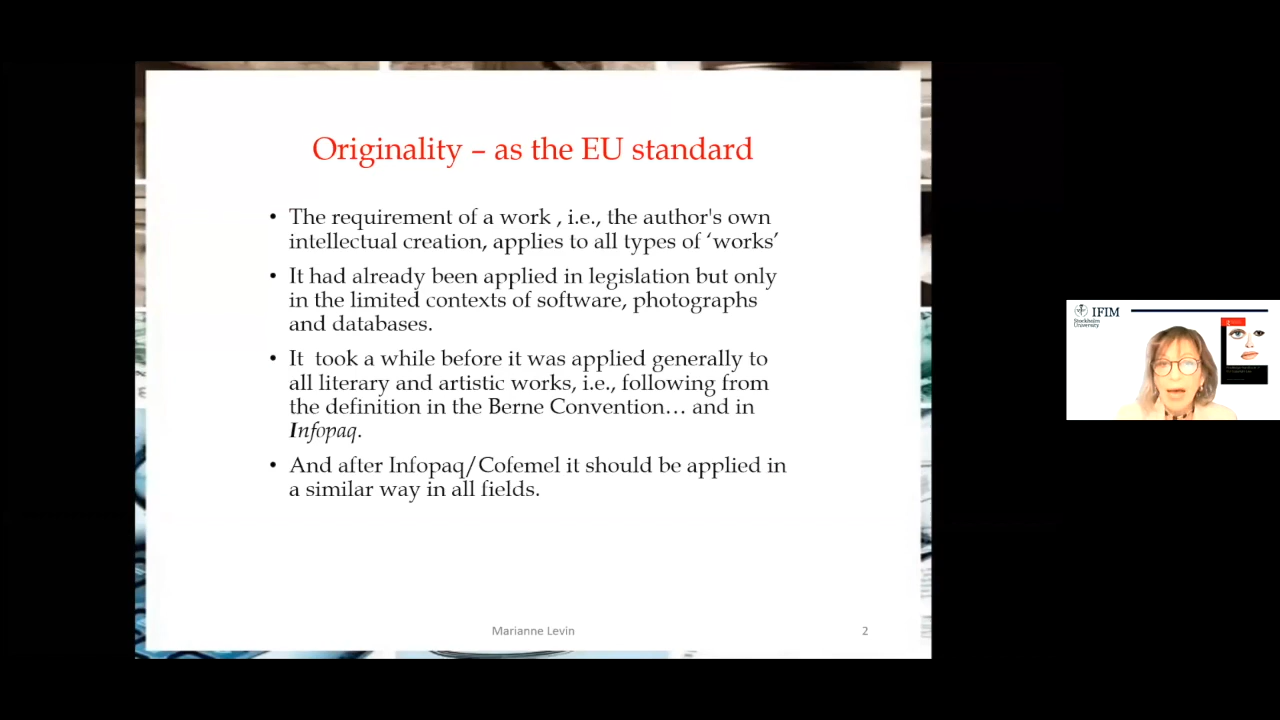 Originality – as the EU standard
• The requirement of a work , i.e., the author's own
intellectual creation, applies to all types of ‘works’
• It had already been applied in legislation but only
in the limited contexts of software, photographs
and databases.
• It  took a while before it was applied generally to
all literary and artistic works, i.e., following from
the definition in the Berne Convention… and in
Infopaq.
• And after Infopaq/Cofemel it should be applied in
a similar way in all fields.
Marianne Levin
2
IFIM
Stockholm
University